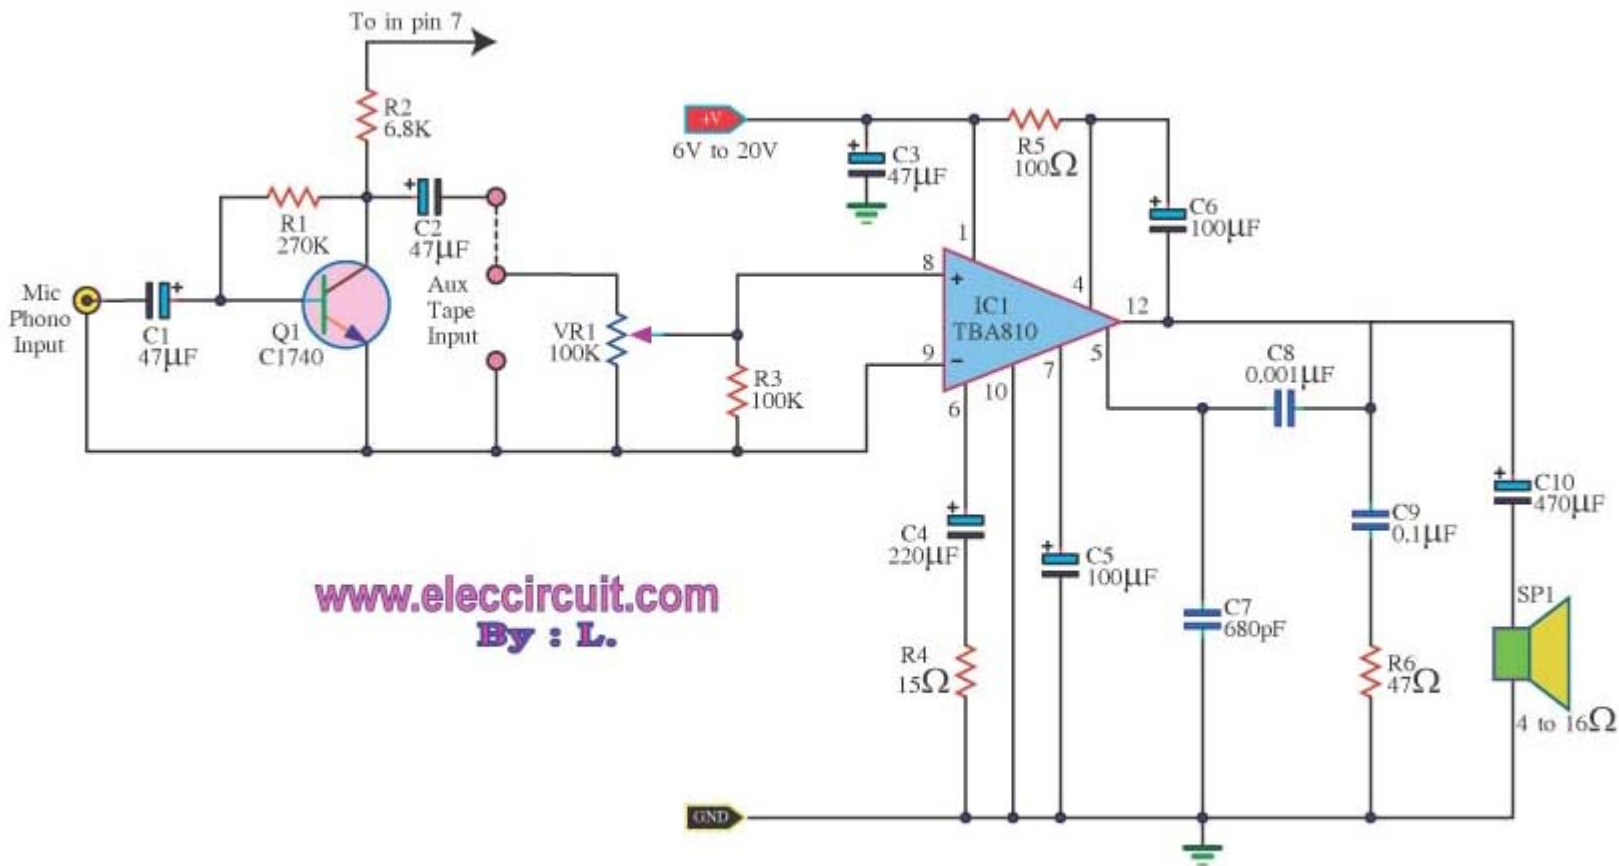 To in pin 7
R2
6.8K
R1
270K
C2
47µF
Mic
Phono
Input
C1
47µF
Q1
C1740
Aux
Tape
Input
VR1
100K
R3
100K
+V
6V to 20V
C3
47µF
R5
100Ω
C6
100µF
1
8
+
4
12
IC1
TBA810
9
−
5
6
10
7
C8
0.001µF
C4
220µF
C5
100µF
C7
680pF
C9
0.1µF
C10
470µF
R4
15Ω
R6
47Ω
SP1
4 to 16Ω
www.eleccircuit.com
By : L.
GND